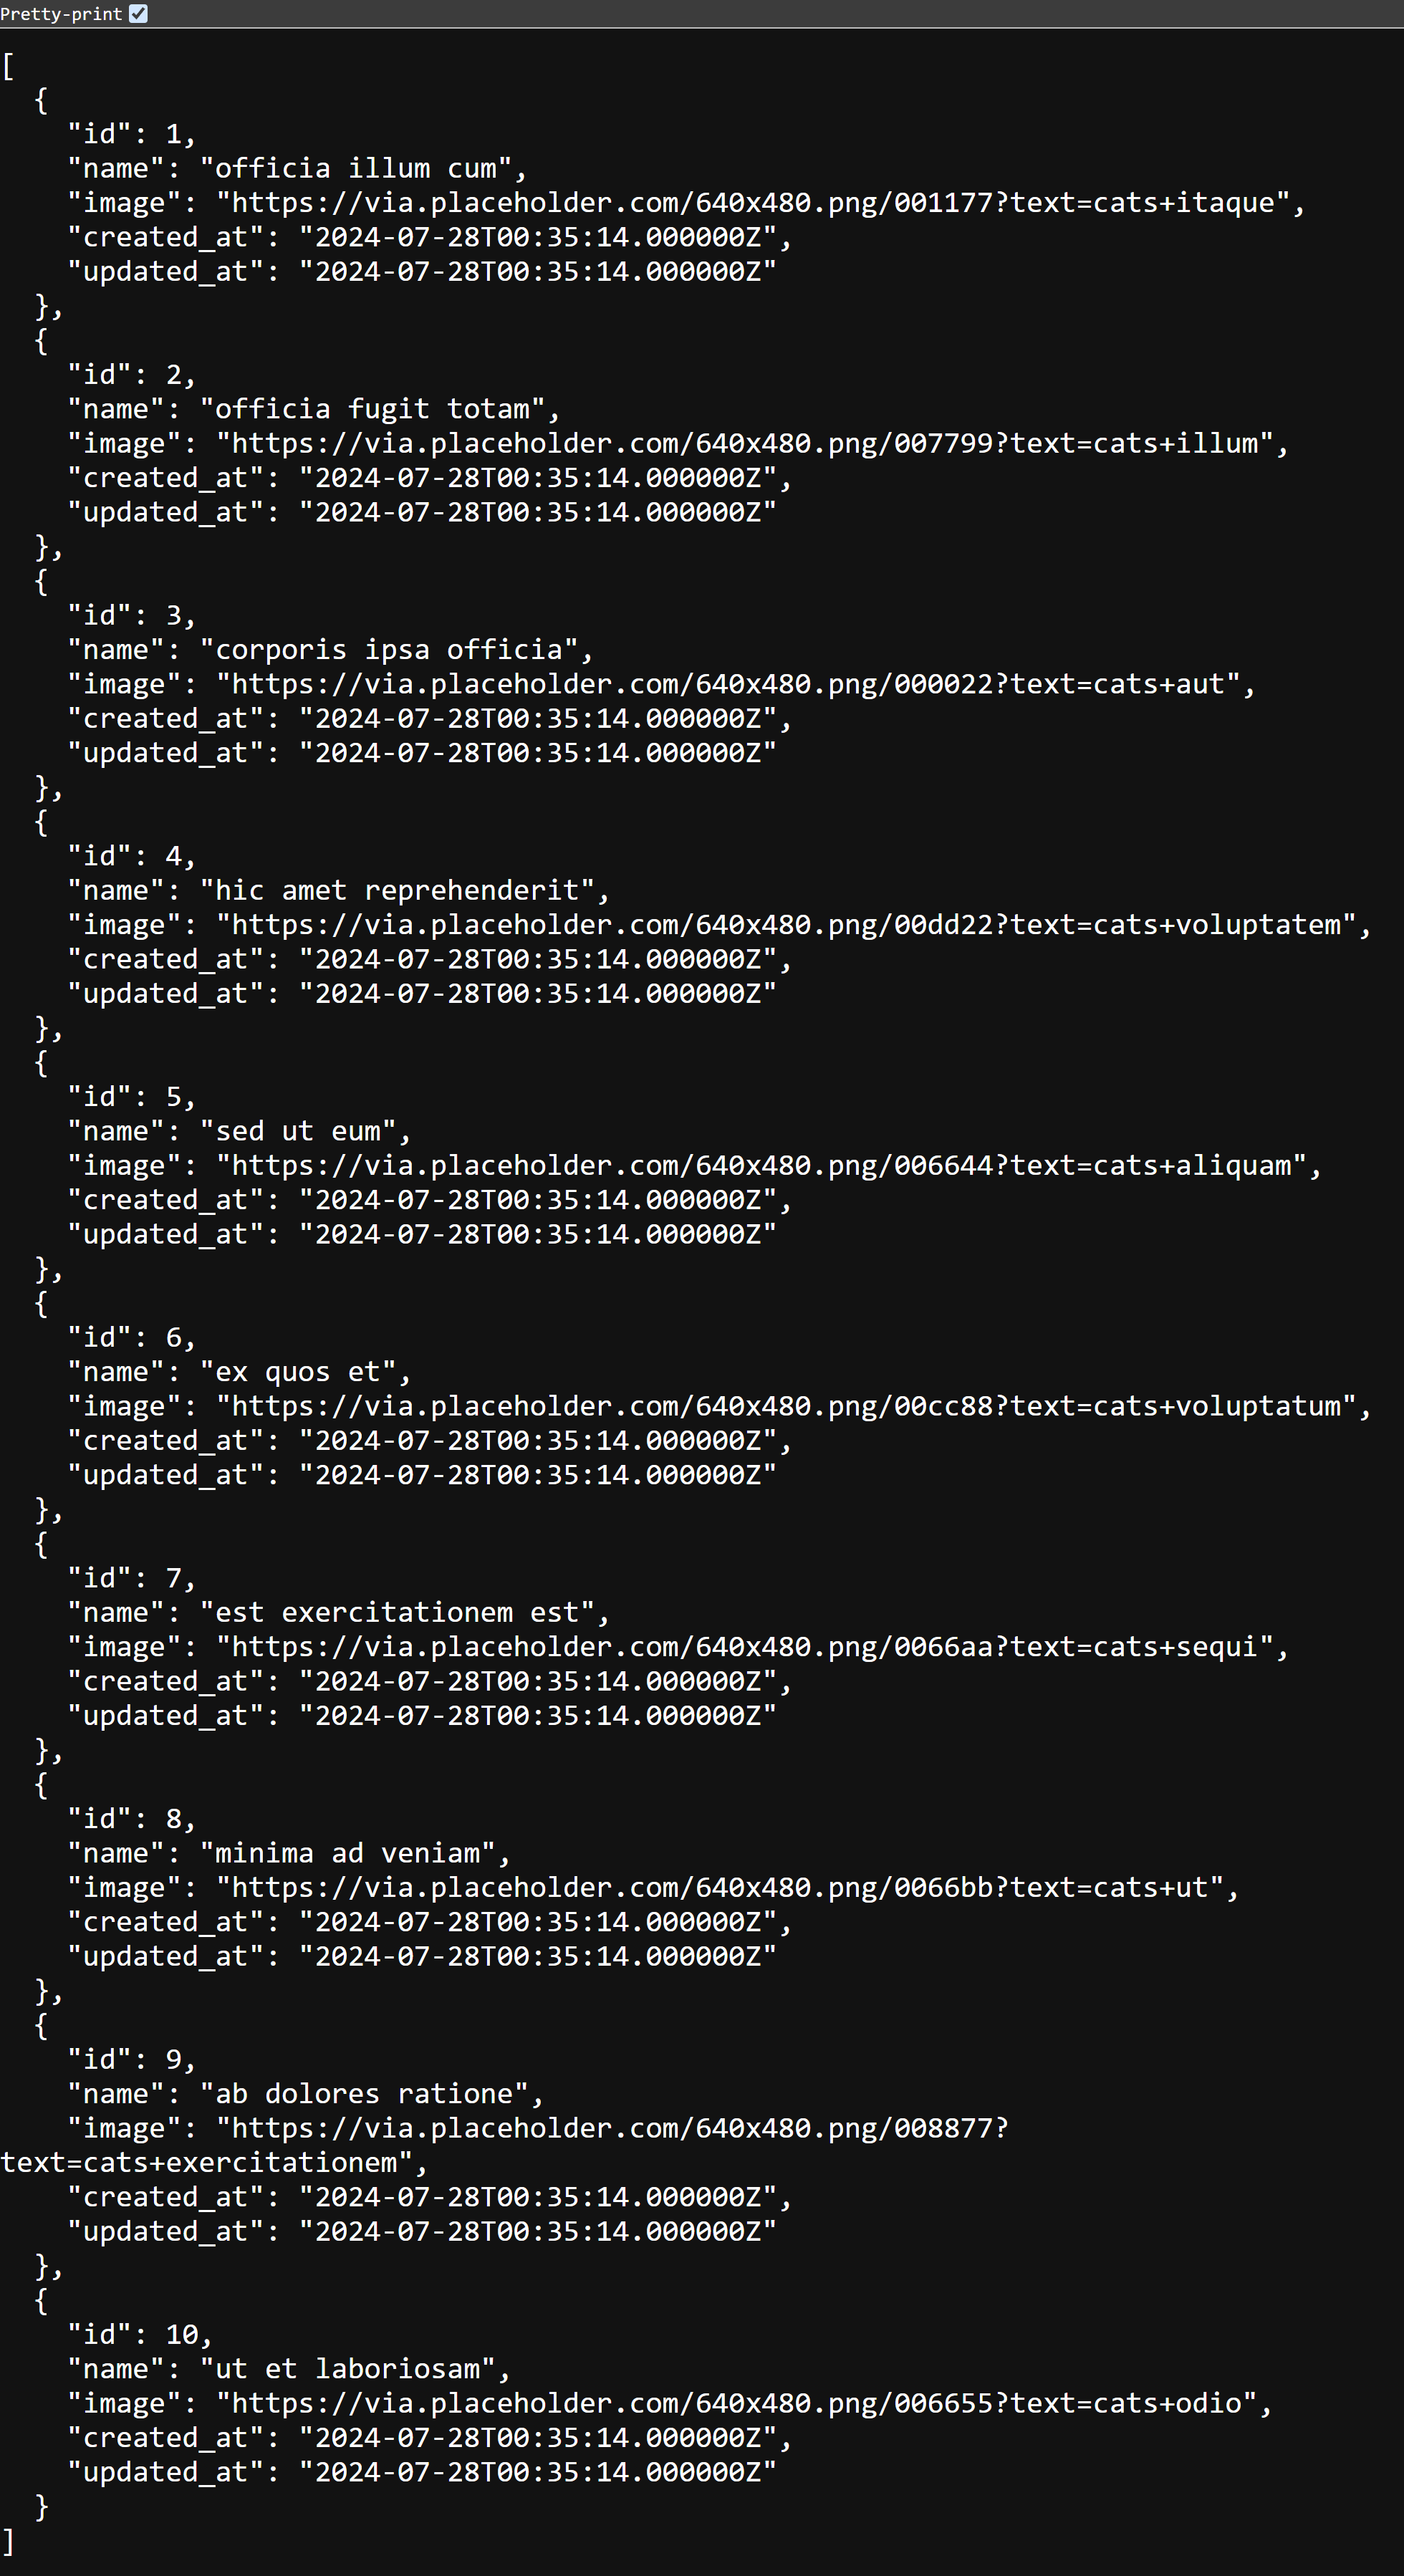 Pretty-print
[
  {
    "id": 1,
    "name": "officia illum cum",
    "image": "https://via.placeholder.com/640x480.png/001177?text=cats+itaque",
    "created_at": "2024-07-28T00:35:14.000000Z",
    "updated_at": "2024-07-28T00:35:14.000000Z"
  },
  {
    "id": 2,
    "name": "officia fugit totam",
    "image": "https://via.placeholder.com/640x480.png/007799?text=cats+illum",
    "created_at": "2024-07-28T00:35:14.000000Z",
    "updated_at": "2024-07-28T00:35:14.000000Z"
  },
  {
    "id": 3,
    "name": "corporis ipsa officia",
    "image": "https://via.placeholder.com/640x480.png/000022?text=cats+aut",
    "created_at": "2024-07-28T00:35:14.000000Z",
    "updated_at": "2024-07-28T00:35:14.000000Z"
  },
  {
    "id": 4,
    "name": "hic amet reprehenderit",
    "image": "https://via.placeholder.com/640x480.png/00dd22?text=cats+voluptatem",
    "created_at": "2024-07-28T00:35:14.000000Z",
    "updated_at": "2024-07-28T00:35:14.000000Z"
  },
  {
    "id": 5,
    "name": "sed ut eum",
    "image": "https://via.placeholder.com/640x480.png/006644?text=cats+aliquam",
    "created_at": "2024-07-28T00:35:14.000000Z",
    "updated_at": "2024-07-28T00:35:14.000000Z"
  },
  {
    "id": 6,
    "name": "ex quos et",
    "image": "https://via.placeholder.com/640x480.png/00cc88?text=cats+voluptatum",
    "created_at": "2024-07-28T00:35:14.000000Z",
    "updated_at": "2024-07-28T00:35:14.000000Z"
  },
  {
    "id": 7,
    "name": "est exercitationem est",
    "image": "https://via.placeholder.com/640x480.png/0066aa?text=cats+sequi",
    "created_at": "2024-07-28T00:35:14.000000Z",
    "updated_at": "2024-07-28T00:35:14.000000Z"
  },
  {
    "id": 8,
    "name": "minima ad veniam",
    "image": "https://via.placeholder.com/640x480.png/0066bb?text=cats+ut",
    "created_at": "2024-07-28T00:35:14.000000Z",
    "updated_at": "2024-07-28T00:35:14.000000Z"
  },
  {
    "id": 9,
    "name": "ab dolores ratione",
    "image": "https://via.placeholder.com/640x480.png/008877?
text=cats+exercitationem",
    "created_at": "2024-07-28T00:35:14.000000Z",
    "updated_at": "2024-07-28T00:35:14.000000Z"
  },
  {
    "id": 10,
    "name": "ut et laboriosam",
    "image": "https://via.placeholder.com/640x480.png/006655?text=cats+odio",
    "created_at": "2024-07-28T00:35:14.000000Z",
    "updated_at": "2024-07-28T00:35:14.000000Z"
  }
]